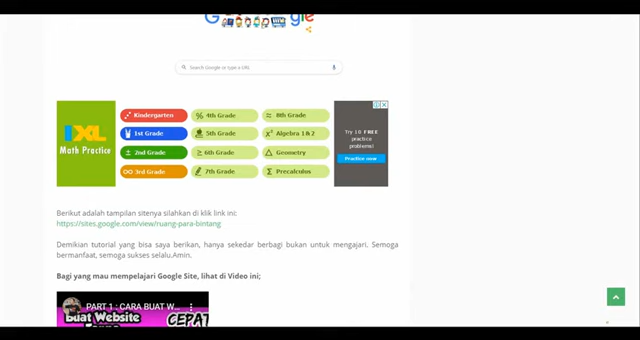 Search Google or type a URL
IXL
Math Practice
Kindergarten
1st Grade
2nd Grade
3rd Grade
4th Grade
5th Grade
6th Grade
7th Grade
8th Grade
Algebra 1&2
Geometry
Precalculus
Try 10 FREE
practice
problems!
Practice now
Berikut adalah tampilan sitenya silahkan di klik link ini:
https://sites.google.com/view/ruang-para-bintang
Demikian tutorial yang bisa saya berikan, hanya sekedar berbagi bukan untuk mengajari. Semoga
bermanfaat, semoga sukses selalu.Amin.
Bagi yang mau mempelajari Google Site, lihat di Video ini;
PART 1 : CARA BUAT W...
Buat Website
CEPAT